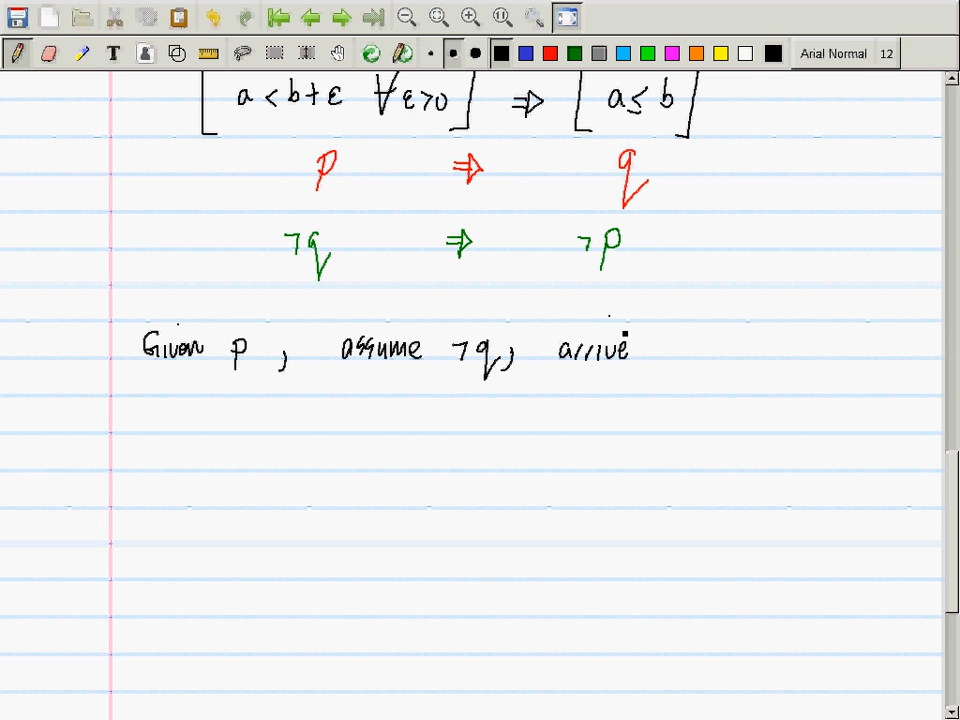 Arial Normal 12
[a < b + ε ∀ ε > 0] ⇒ [a ≤ b]
p ⇒ q
¬q ⇒ ¬p
Given p, assume ¬q, arrive